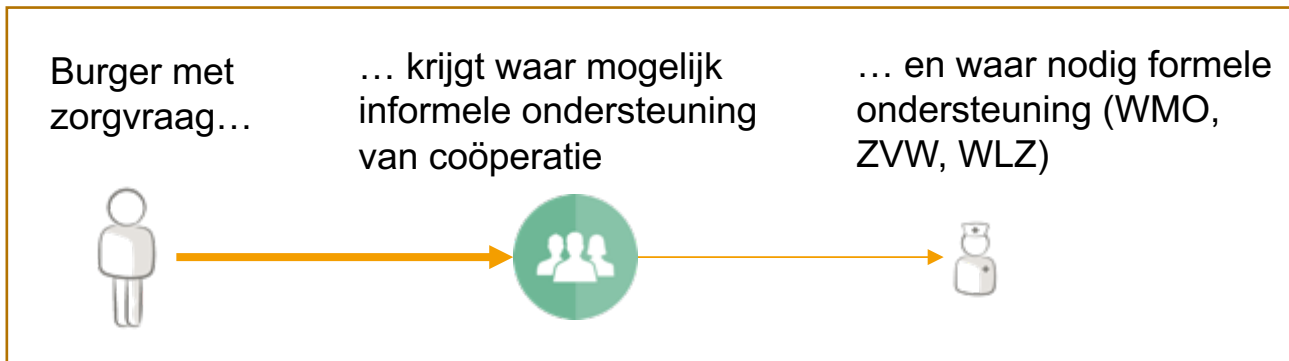 Burger met
zorgvraag…
… krijgt waar mogelijk
informele ondersteuning
van coöperatie
… en waar nodig formele
ondersteuning (WMO,
ZVW, WLZ)